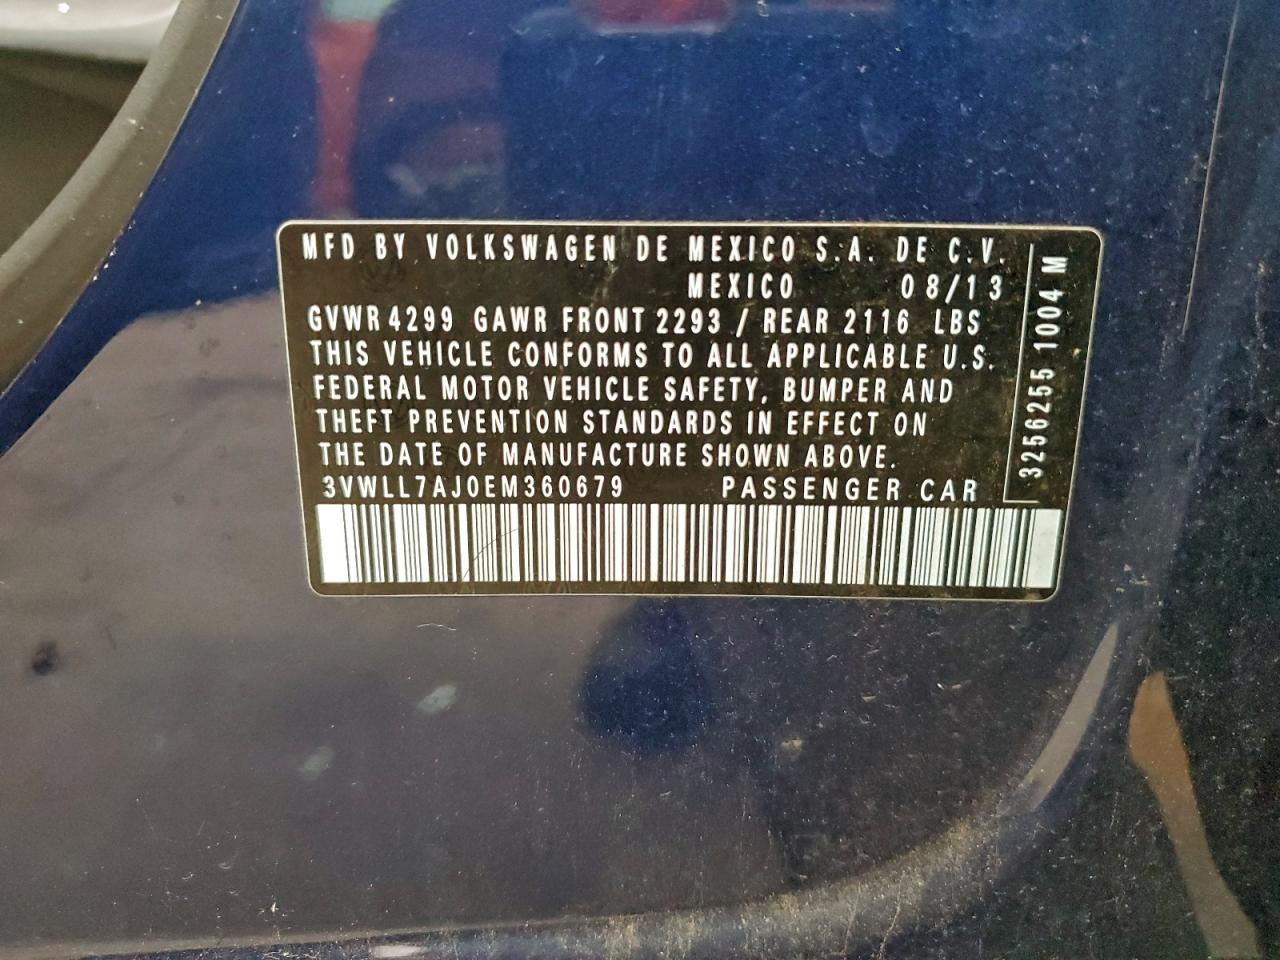 MFD BY VOLKSWAGEN DE MEXICO S.A. DE C.V.
MEXICO 08/13
GVWR 4299 GAWR FRONT 2293 / REAR 2116 LBS
THIS VEHICLE CONFORMS TO ALL APPLICABLE U.S.
FEDERAL MOTOR VEHICLE SAFETY, BUMPER AND
THEFT PREVENTION STANDARDS IN EFFECT ON
THE DATE OF MANUFACTURE SHOWN ABOVE.
3VWLL7AJ0EM360679 PASSENGER CAR
3256255 1004 M